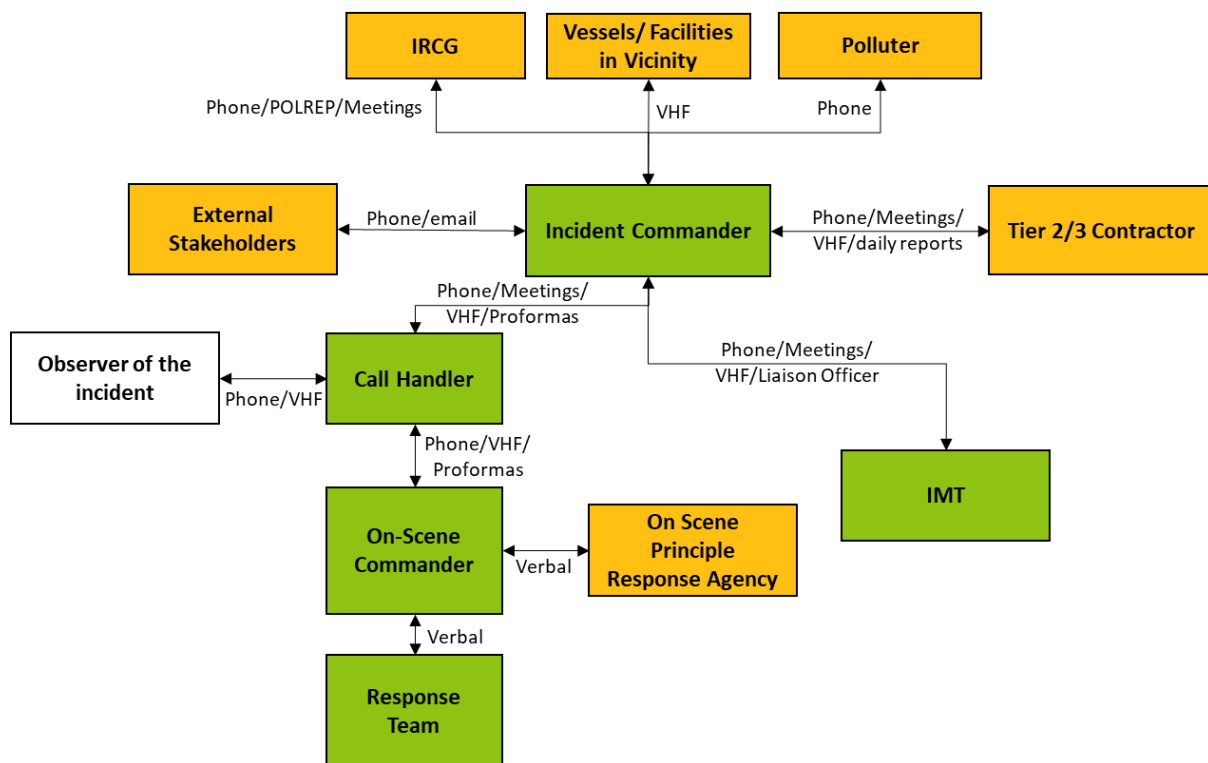 IRCG
Vessels/ Facilities
in Vicinity
Polluter
Phone/POLREP/Meetings
VHF
Phone
External
Stakeholders
Phone/email
Incident Commander
Phone/Meetings/
VHF/daily reports
Tier 2/3 Contractor
Phone/Meetings/
VHF/Proformas
Observer of the
incident
Phone/VHF
Call Handler
Phone/Meetings/
VHF/Liaison Officer
Phone/VHF/
Proformas
IMT
On-Scene
Commander
Verbal
On Scene
Principle
Response Agency
Verbal
Response
Team